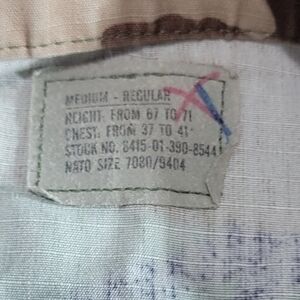 MEDIUM - REGULAR
HEIGHT: FROM 67 TO 71
CHEST: FROM 37 TO 41
STOCK NO. 8415-01-390-8544
NATO SIZE 7080/9404